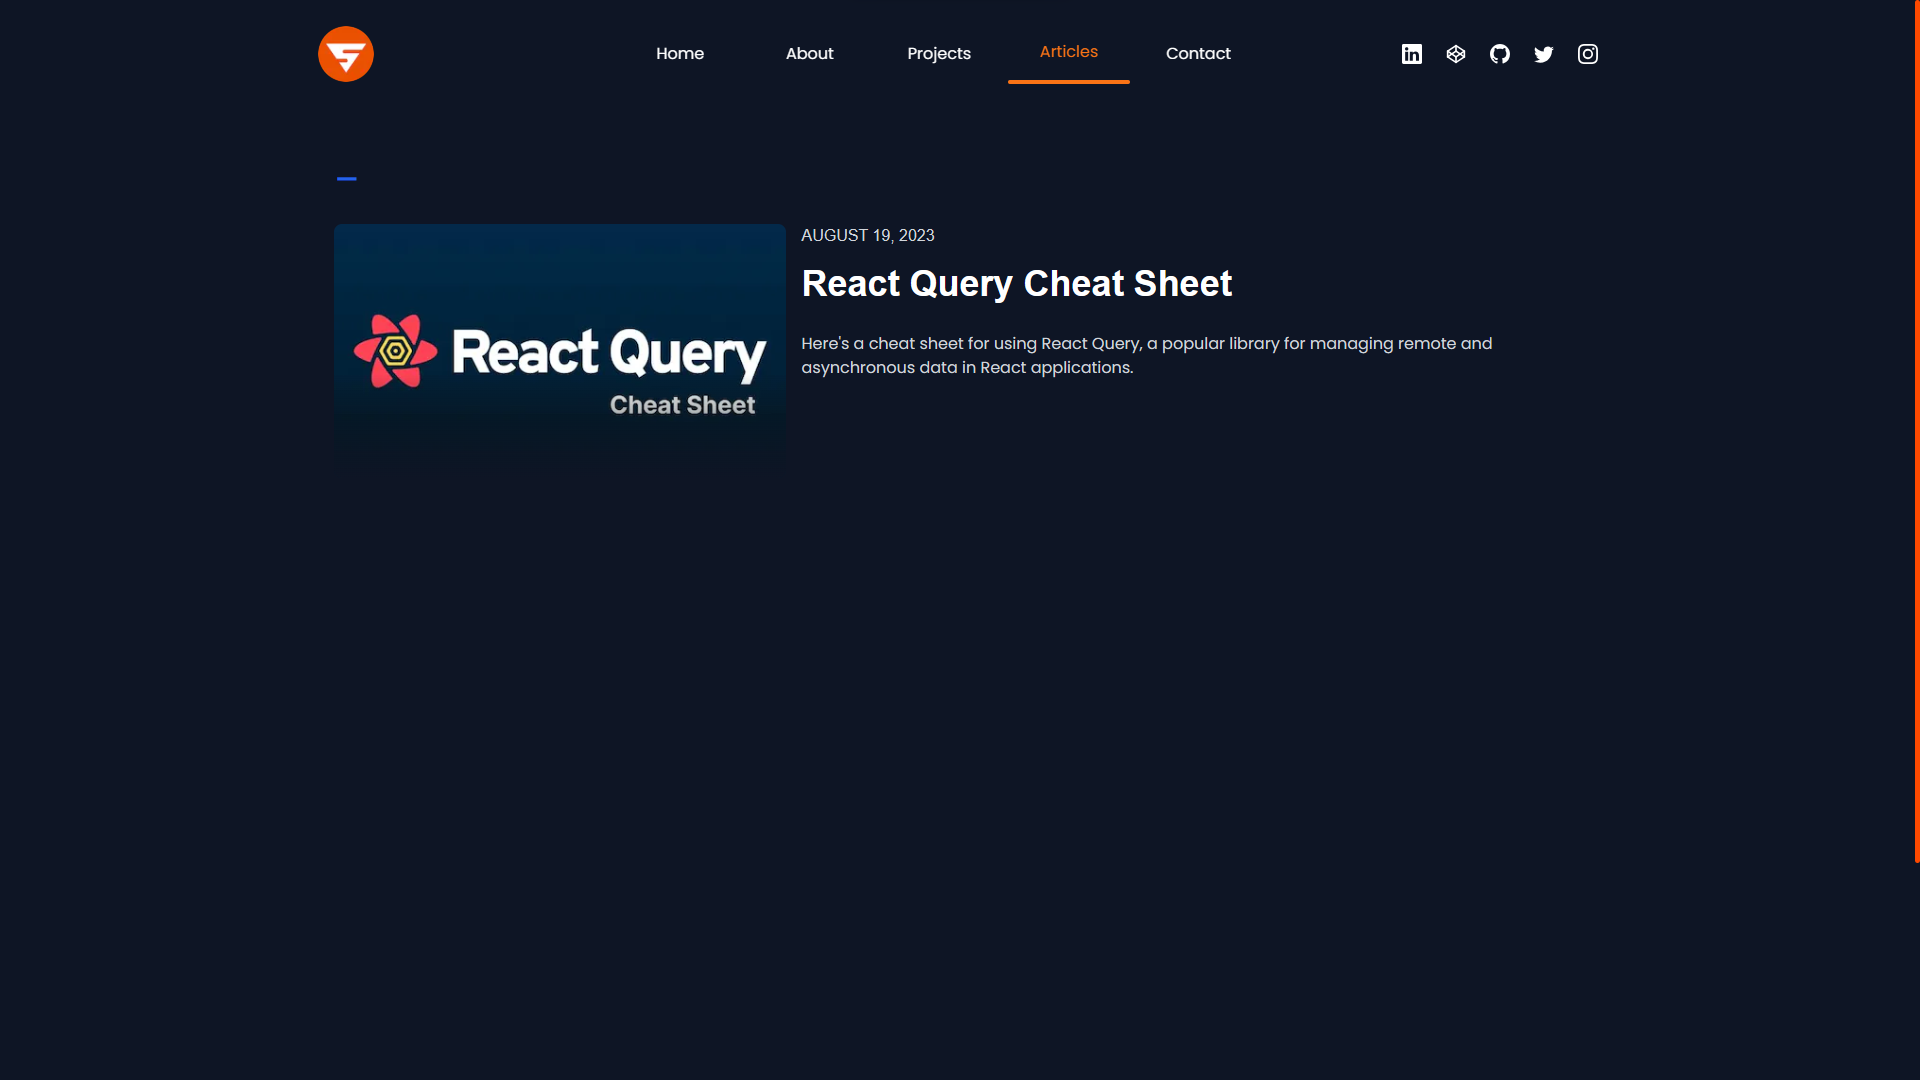 Home
About
Projects
Articles
Contact
AUGUST 19, 2023
React Query Cheat Sheet
Here's a cheat sheet for using React Query, a popular library for managing remote and
asynchronous data in React applications.
React Query
Cheat Sheet